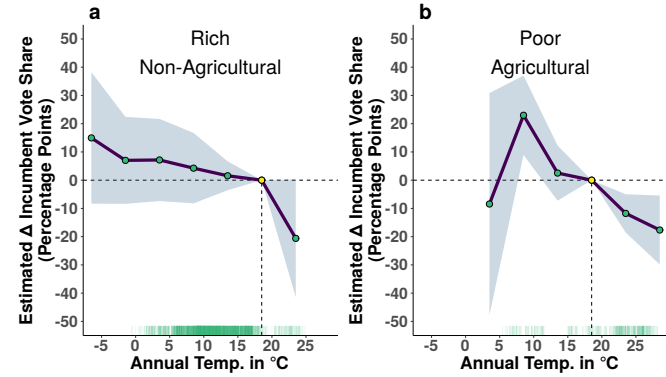 a
Rich
Non-Agricultural
Estimated Δ Incumbent Vote Share
(Percentage Points)
50
40
30
20
10
0
-10
-20
-30
-40
-50
-5 0 5 10 15 20 25
Annual Temp. in °C
b
Poor
Agricultural
Estimated Δ Incumbent Vote Share
(Percentage Points)
50
40
30
20
10
0
-10
-20
-30
-40
-50
-5 0 5 10 15 20 25
Annual Temp. in °C